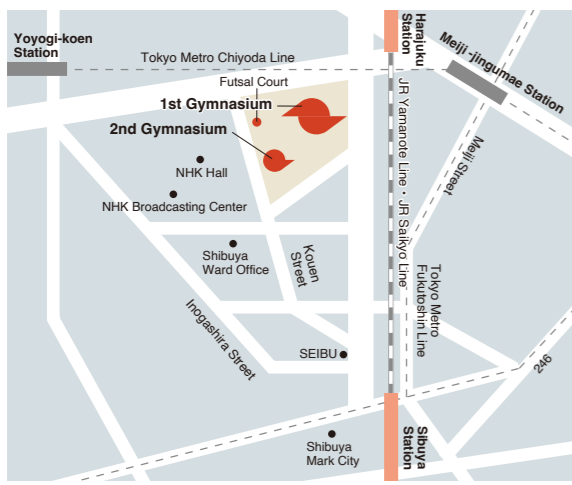 Yoyogi-koen
Station
Tokyo Metro Chiyoda Line
Harajuku
Station
Meiji -jingumae Station
Futsal Court
1st Gymnasium
2nd Gymnasium
NHK Hall
NHK Broadcasting Center
JR Yamanote Line・JR Saikyo Line
Meiji Street
Shibuya
Ward Office
Kouen
Street
Tokyo Metro
Fukutoshin Line
Inogashira Street
SEIBU
246
Shibuya
Mark City
Sibuya
Station